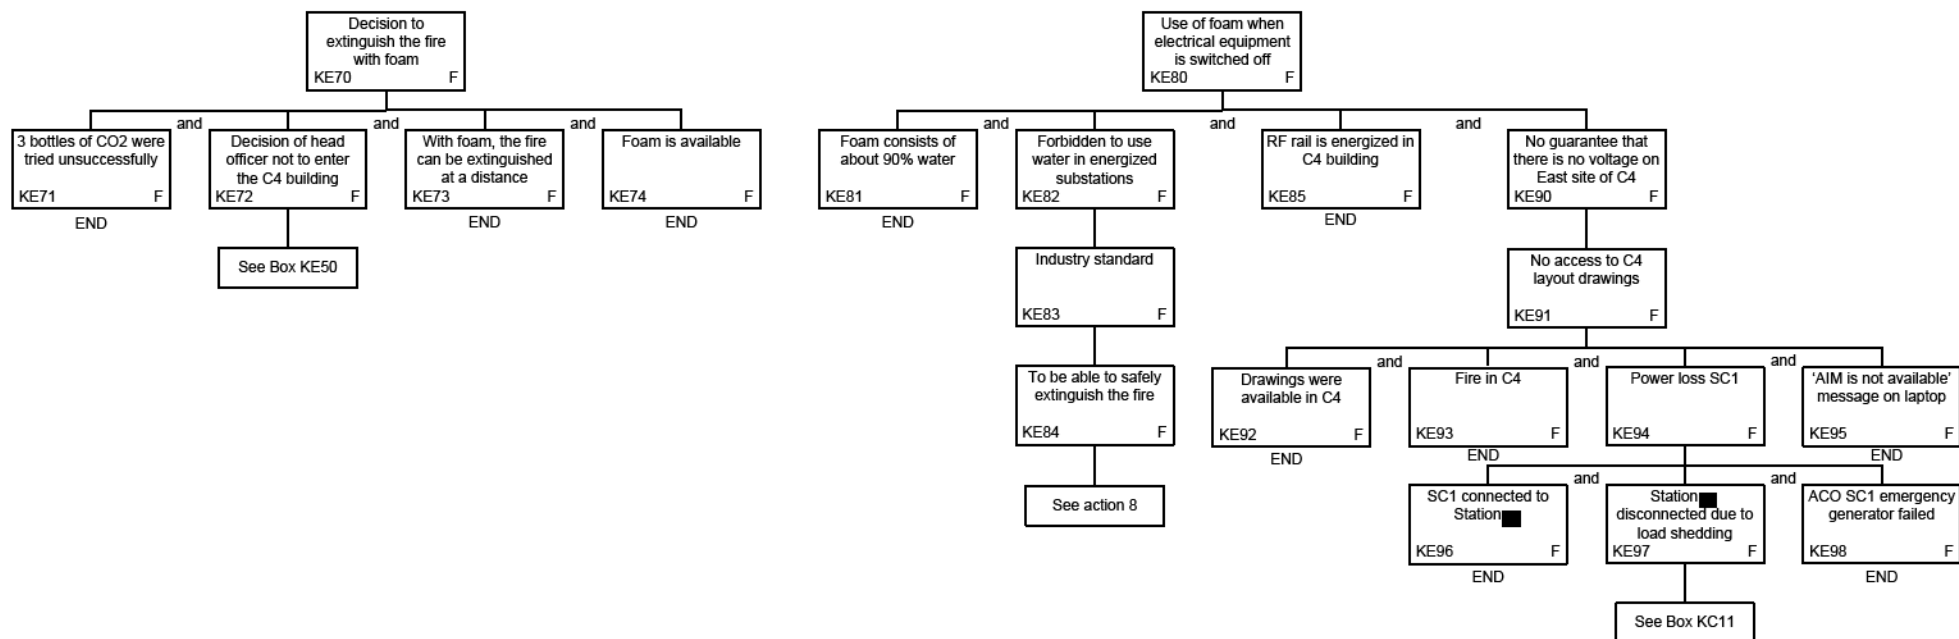 Decision to
extinguish the fire
with foam
KE70 F
Use of foam when
electrical equipment
is switched off
KE80 F
and and and
3 bottles of CO2 were
tried unsuccessfully
KE71 F
END
Decision of head
officer not to enter
the C4 building
KE72 F
With foam, the fire
can be extinguished
at a distance
KE73 F
END
Foam is available
KE74 F
END
See Box KE50
and and and
Foam consists of
about 90% water
KE81 F
END
Forbidden to use
water in energized
substations
KE82 F
RF rail is energized in
C4 building
KE85 F
END
No guarantee that
there is no voltage on
East site of C4
KE90 F
Industry standard
KE83 F
No access to C4
layout drawings
KE91 F
To be able to safely
extinguish the fire
KE84 F
See action 8
and and and
Drawings were
available in C4
KE92 F
END
Fire in C4
KE93 F
END
Power loss SC1
KE94 F
'AIM is not available'
message on laptop
KE95 F
END
and and
SC1 connected to
Station
KE96 F
END
Station
disconnected due to
load shedding
KE97 F
ACO SC1 emergency
generator failed
KE98 F
END
See Box KC11